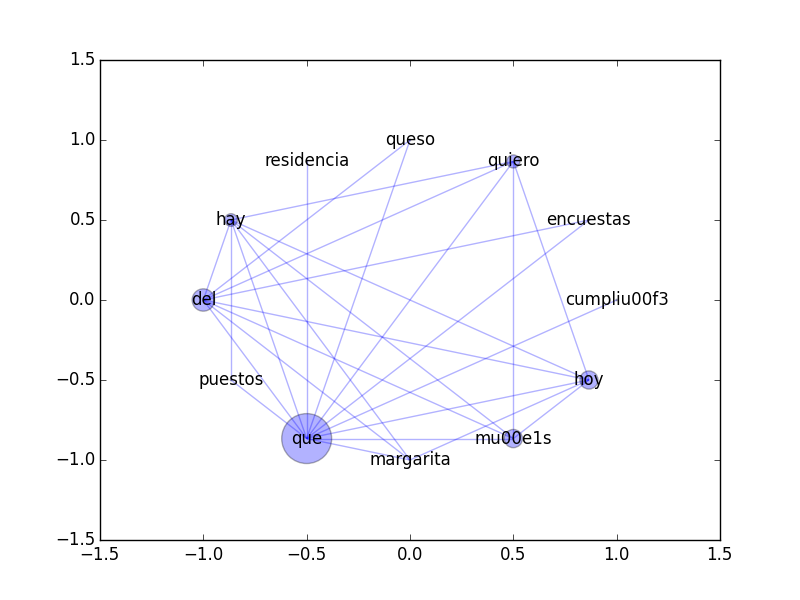 1.5
1.0
0.5
0.0
−0.5
−1.0
−1.5
queso
residencia
quiero
hay
encuestas
del
cumpliu00f3
puestos
hoy
que
mu00e1s
margarita
−1.5
−1.0
−0.5
0.0
0.5
1.0
1.5